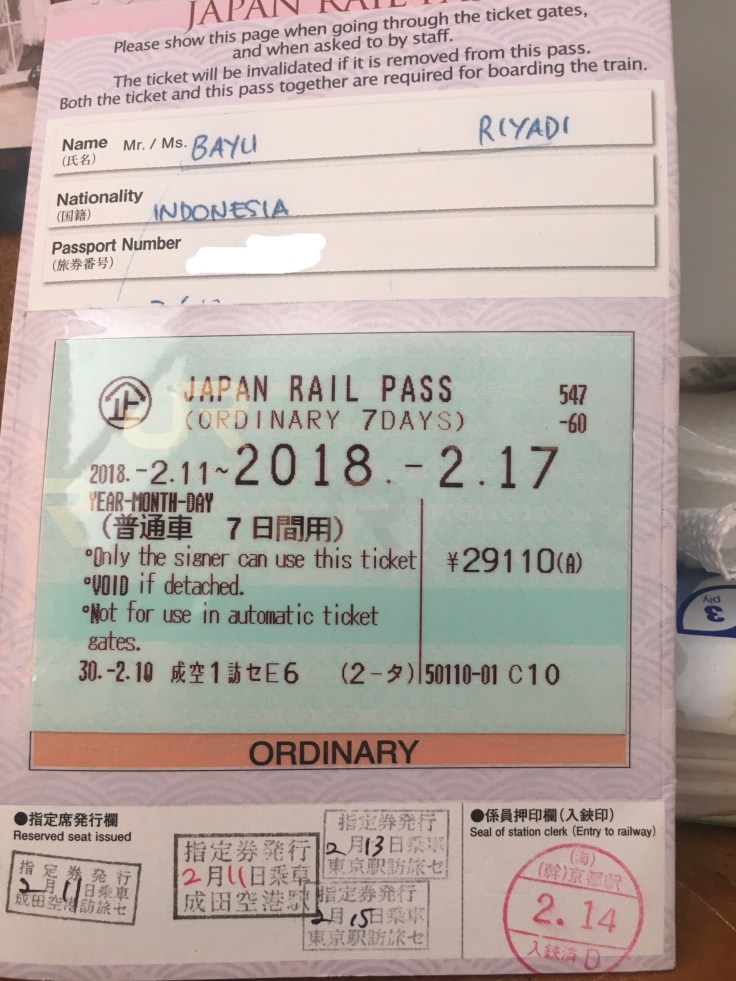 JAPAN RAIL PAS
Please show this page when going through the ticket gates,
and when asked to by staff.
The ticket will be invalidated if it is removed from this pass.
Both the ticket and this pass together are required for boarding the train.
Name Mr. / Ms. BAYU RIYADI
(氏名)
Nationality INDONESIA
(国籍)
Passport Number
(旅券番号)
JAPAN RAIL PASS 547
(ORDINARY 7DAYS) -60
2018.-2.11~2018.-2.17
YEAR-MONTH-DAY
(普通車 7日間用)
°Only the signer can use this ticket ¥29110(A)
°VOID if detached.
°Not for use in automatic ticket
gates.
30.-2.10 成空1訪セE6 (2-タ) 50110-01 C10
ORDINARY
●指定席発行欄
Reserved seat issued
指定券発行
2月11日乗車
成田空港訪旅セ
指定券発行
2月11日乗車
成田空港駅
指定券発行
2月13日乗車
東京駅訪旅セ
指定券発行
2月15日乗車
東京駅訪旅セ
●係員押印欄(入鋏印)
Seal of station clerk (Entry to railway)
(海)
(幹)京都駅
2.14
入鋏済 D
3
ply